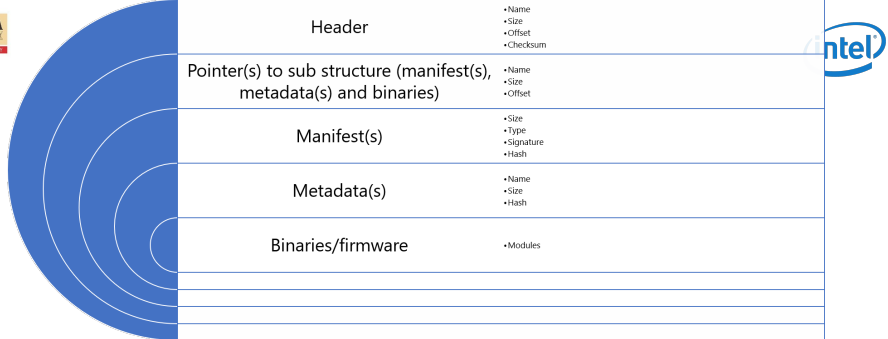 Header
•Name
•Size
•Offset
•Checksum
intel
Pointer(s) to sub structure (manifest(s),
metadata(s) and binaries)
•Name
•Size
•Offset
Manifest(s)
•Size
•Type
•Signature
•Hash
Metadata(s)
•Name
•Size
•Hash
Binaries/firmware
•Modules